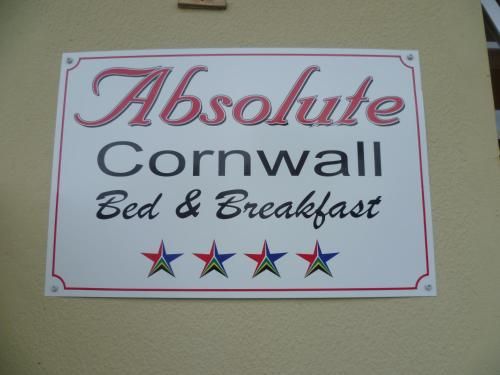 Absolute
Cornwall
Bed & Breakfast